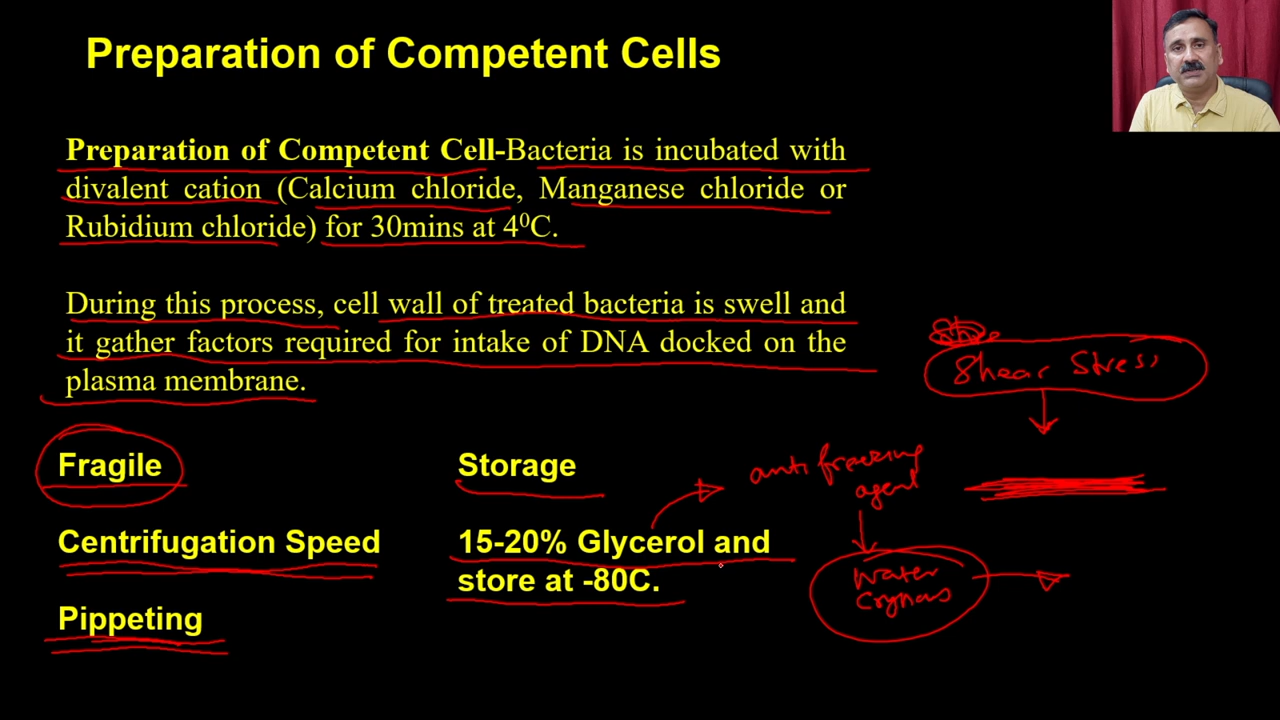 Preparation of Competent Cells
Preparation of Competent Cell-Bacteria is incubated with
divalent cation (Calcium chloride, Manganese chloride or
Rubidium chloride) for 30mins at 4⁰C.
During this process, cell wall of treated bacteria is swell and
it gather factors required for intake of DNA docked on the
plasma membrane.
Shear Stress
Fragile
Storage
anti freezing
agent
Centrifugation Speed
15-20% Glycerol and
store at -80C.
Water
Pippeting